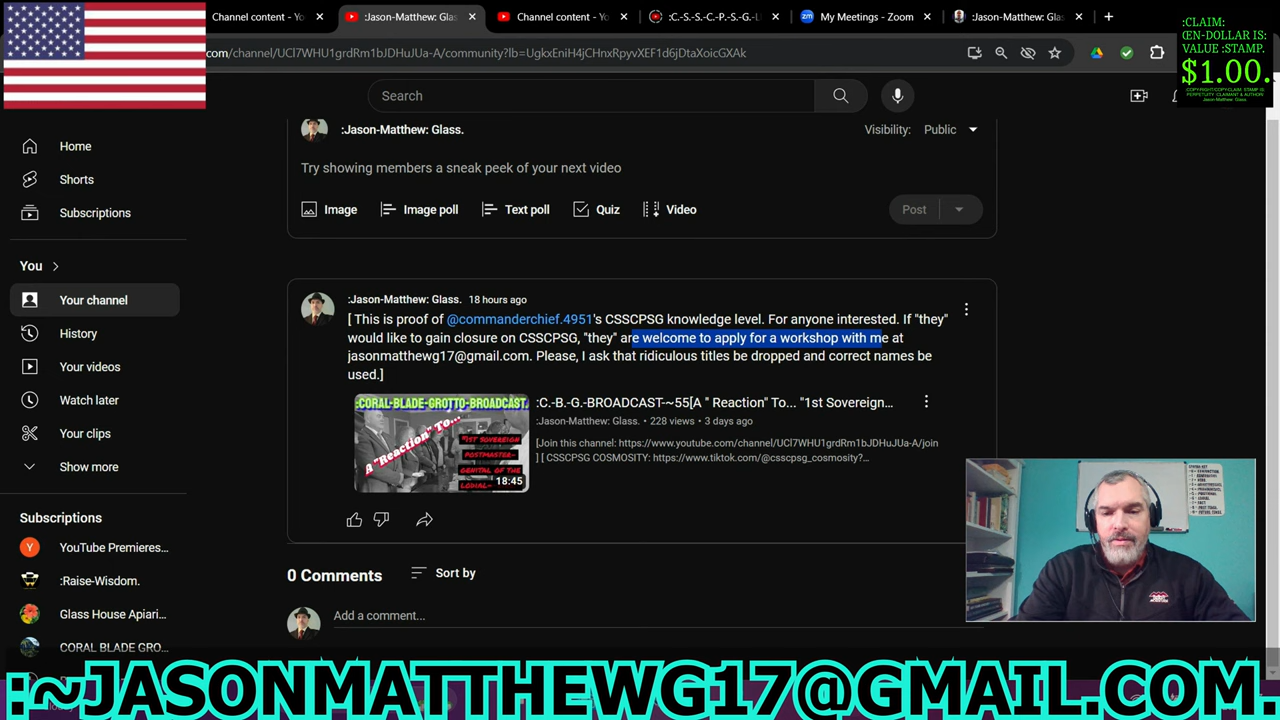 Channel content - Yo
:Jason-Matthew: Glas
Channel content - Yo
:C.-S.-S.-C.-P.-S.-G.-
My Meetings - Zoom
:Jason-Matthew: Glas
com/channel/UCl7WHU1grdRm1bJDHuJUa-A/community?lb=UgkxEniH4jCHnxRpyvXEF1d6jDtaXoicGXAk
:CLAIM:
ŒN-DOLLAR IS:
VALUE :STAMP.
$1.00.
Search
Home
Shorts
Subscriptions
You
Your channel
History
Your videos
Watch later
Your clips
Show more
Subscriptions
YouTube Premieres...
:Raise-Wisdom.
Glass House Apiari...
CORAL BLADE GRO...
:Jason-Matthew: Glass.
Visibility: Public
Try showing members a sneak peek of your next video
Image
Image poll
Text poll
Quiz
Video
Post
:Jason-Matthew: Glass. 18 hours ago
[ This is proof of @commanderchief.4951's CSSCPSG knowledge level. For anyone interested. If "they"
would like to gain closure on CSSCPSG, "they" are welcome to apply for a workshop with me at
jasonmatthewg17@gmail.com. Please, I ask that ridiculous titles be dropped and correct names be
used.]
:CORAL-BLADE-GROTTO-BROADCAST.
A "Reaction" To...
"1ST SOVEREIGN
POSTMASTER-
GENITAL OF THE
18:45
:C.-B.-G.-BROADCAST-~55[A " Reaction" To... "1st Sovereign...
:Jason-Matthew: Glass. • 228 views • 3 days ago
[Join this channel: https://www.youtube.com/channel/UCl7WHU1grdRm1bJDHuJUa-A/join
] [ CSSCPSG COSMOSITY: https://www.tiktok.com/@csscpsg_cosmosity?...
0 Comments
Sort by
Add a comment...
:~JASONMATTHEWG17@GMAIL.COM.